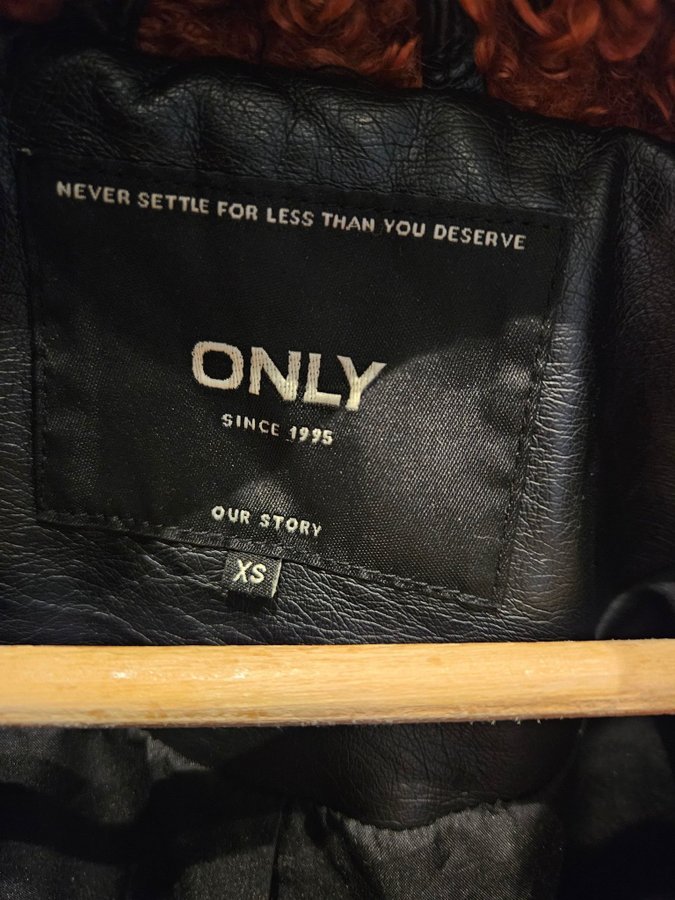 NEVER SETTLE FOR LESS THAN YOU DESERVE
ONLY
SINCE 1995
OUR STORY
XS